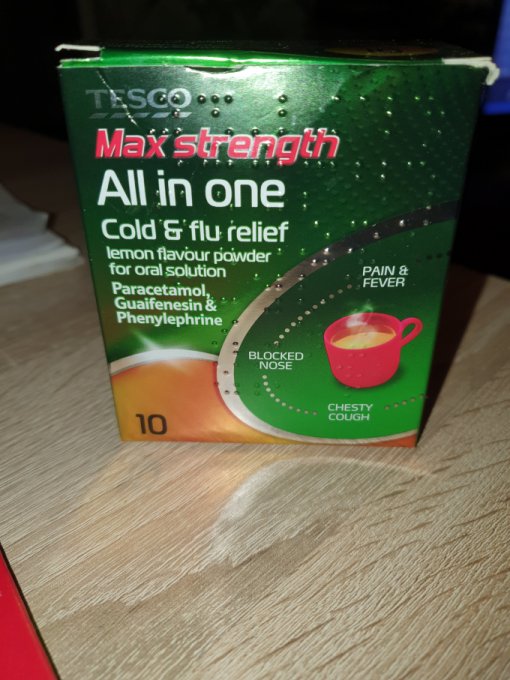 TESCO
Max strength
All in one
Cold & flu relief
lemon flavour powder
for oral solution
Paracetamol,
Guaifenesin &
Phenylephrine
PAIN &
FEVER
BLOCKED
NOSE
CHESTY
COUGH
10